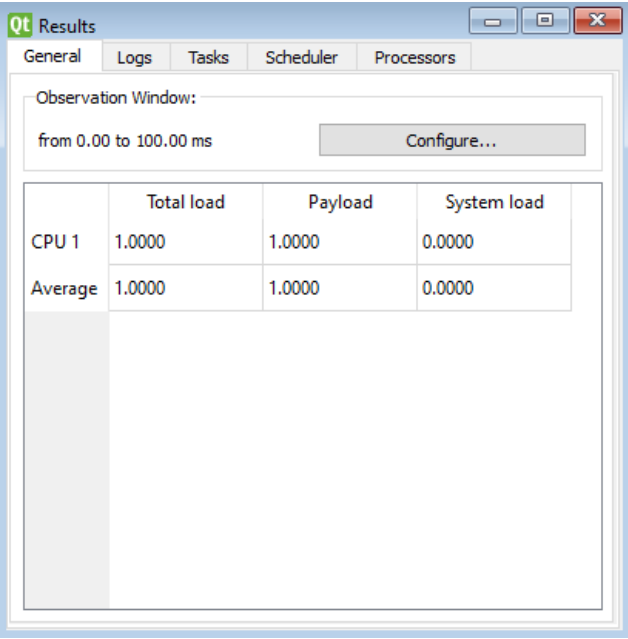 Qt Results
General Logs Tasks Scheduler Processors
Observation Window:
from 0.00 to 100.00 ms Configure...
Total load Payload System load
CPU 1 1.0000 1.0000 0.0000
Average 1.0000 1.0000 0.0000